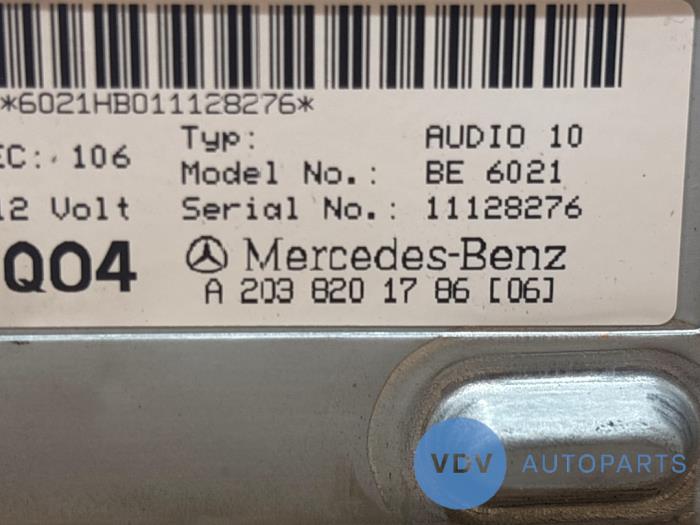 *6021HB011128276*
Typ: AUDIO 10
EC: 106 Model No.: BE 6021
12 Volt Serial No.: 11128276
Q04 Mercedes-Benz
A 203 820 17 86 [06]
VDV AUTOPARTS